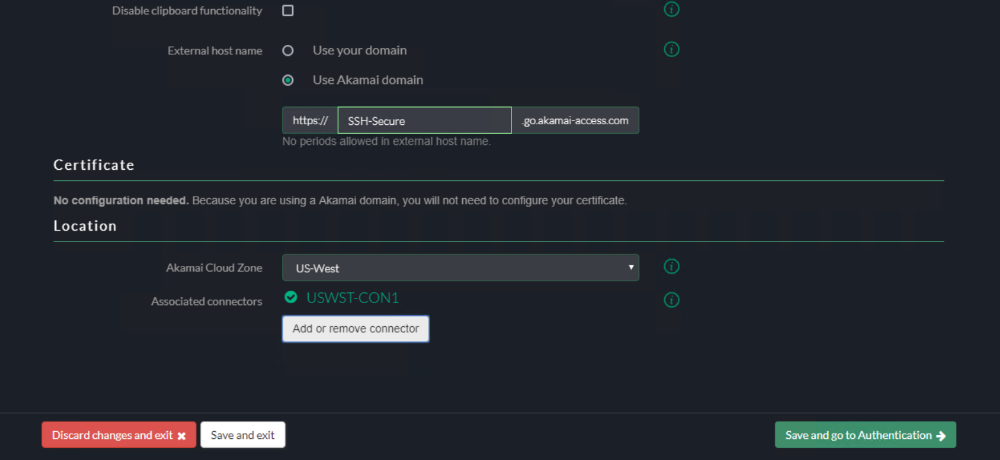 Disable clipboard functionality
External host name
Use your domain
Use Akamai domain
https:// SSH-Secure .go.akamai-access.com
No periods allowed in external host name.
Certificate
No configuration needed. Because you are using a Akamai domain, you will not need to configure your certificate.
Location
Akamai Cloud Zone US-West
Associated connectors USWST-CON1
Add or remove connector
Discard changes and exit Save and exit Save and go to Authentication